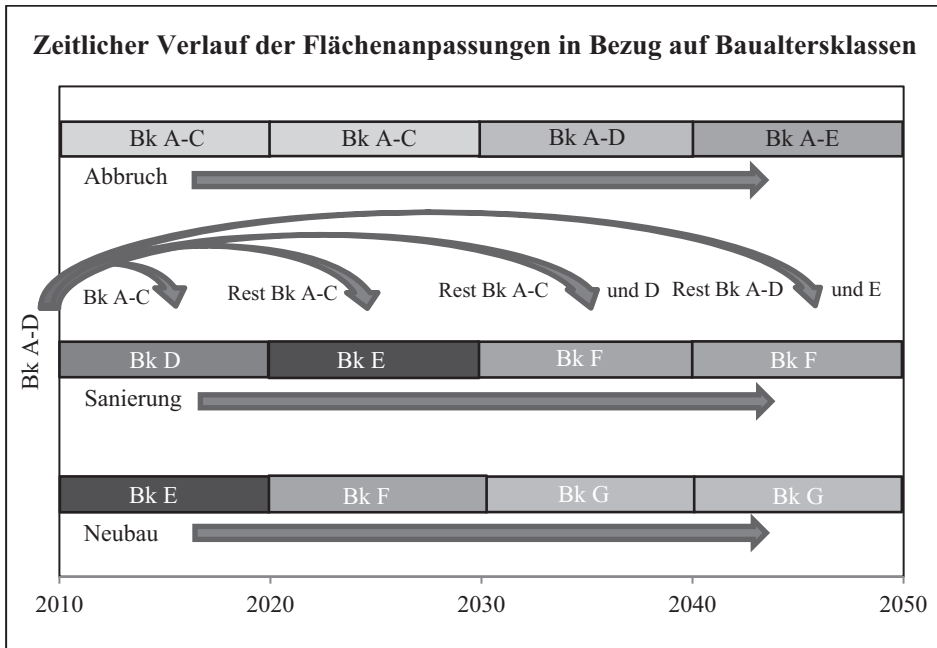 Zeitlicher Verlauf der Flächenanpassungen in Bezug auf Baualtersklassen
Bk A-C Bk A-C Bk A-D Bk A-E
Abbruch
Bk A-C Rest Bk A-C Rest Bk A-C und D Rest Bk A-D und E
Bk A-D
Bk D Bk E Bk F Bk F
Sanierung
Bk E Bk F Bk G Bk G
Neubau
2010 2020 2030 2040 2050